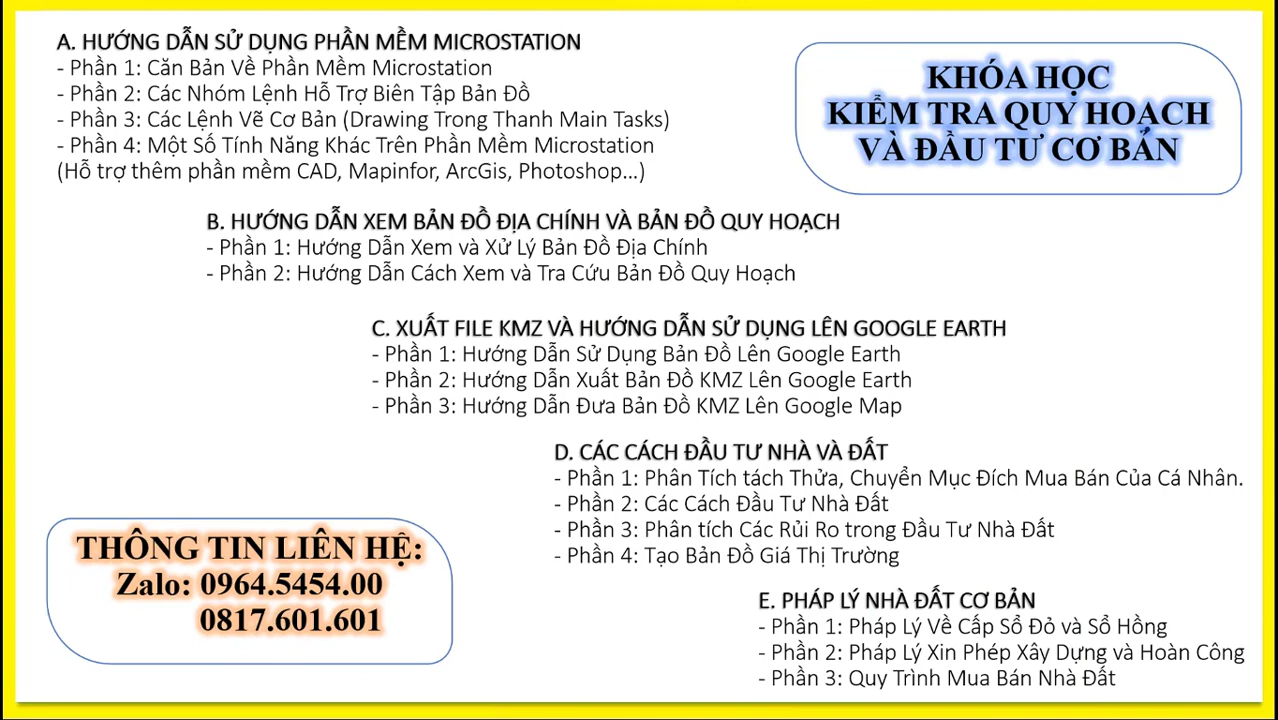 A. HƯỚNG DẪN SỬ DỤNG PHẦN MỀM MICROSTATION
- Phần 1: Căn Bản Về Phần Mềm Microstation
- Phần 2: Các Nhóm Lệnh Hỗ Trợ Biên Tập Bản Đồ
- Phần 3: Các Lệnh Vẽ Cơ Bản (Drawing Trong Thanh Main Tasks)
- Phần 4: Một Số Tính Năng Khác Trên Phần Mềm Microstation
(Hỗ trợ thêm phần mềm CAD, Mapinfor, ArcGis, Photoshop...)
KHÓA HỌC
KIỂM TRA QUY HOẠCH
VÀ ĐẦU TƯ CƠ BẢN
B. HƯỚNG DẪN XEM BẢN ĐỒ ĐỊA CHÍNH VÀ BẢN ĐỒ QUY HOẠCH
- Phần 1: Hướng Dẫn Xem và Xử Lý Bản Đồ Địa Chính
- Phần 2: Hướng Dẫn Cách Xem và Tra Cứu Bản Đồ Quy Hoạch
C. XUẤT FILE KMZ VÀ HƯỚNG DẪN SỬ DỤNG LÊN GOOGLE EARTH
- Phần 1: Hướng Dẫn Sử Dụng Bản Đồ Lên Google Earth
- Phần 2: Hướng Dẫn Xuất Bản Đồ KMZ Lên Google Earth
- Phần 3: Hướng Dẫn Đưa Bản Đồ KMZ Lên Google Map
D. CÁC CÁCH ĐẦU TƯ NHÀ VÀ ĐẤT
- Phần 1: Phân Tích tách Thửa, Chuyển Mục Đích Mua Bán Của Cá Nhân.
- Phần 2: Các Cách Đầu Tư Nhà Đất
- Phần 3: Phân tích Các Rủi Ro trong Đầu Tư Nhà Đất
- Phần 4: Tạo Bản Đồ Giá Thị Trường
THÔNG TIN LIÊN HỆ:
Zalo: 0964.5454.00
0817.601.601
E. PHÁP LÝ NHÀ ĐẤT CƠ BẢN
- Phần 1: Pháp Lý Về Cấp Sổ Đỏ và Sổ Hồng
- Phần 2: Pháp Lý Xin Phép Xây Dựng và Hoàn Công
- Phần 3: Quy Trình Mua Bán Nhà Đất